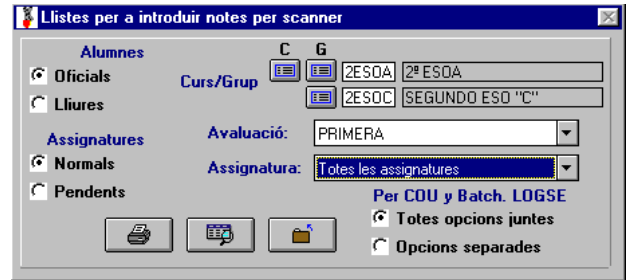 Llistes per a introduir notes per scanner
Alumnes
Oficials
Lliures
C G
Curs/Grup
2ESOA 2ª ESOA
2ESOC SEGUNDO ESO "C"
Assignatures
Normals
Pendents
Avaluació: PRIMERA
Assignatura: Totes les assignatures
Per COU y Batch. LOGSE
Totes opcions juntes
Opcions separades